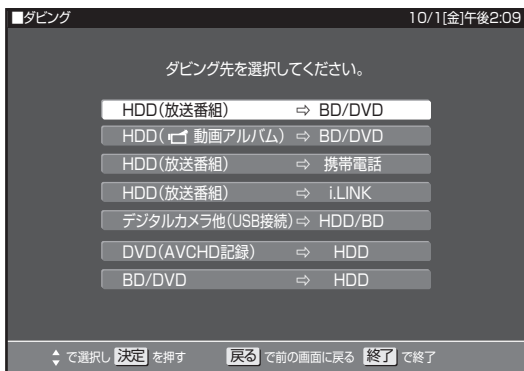 ■ダビング 10/1[金]午後2:09
ダビング先を選択してください。
HDD(放送番組) ⇨ BD/DVD
HDD( 動画アルバム) ⇨ BD/DVD
HDD(放送番組) ⇨ 携帯電話
HDD(放送番組) ⇨ i.LINK
デジタルカメラ他(USB接続) ⇨ HDD/BD
DVD(AVCHD記録) ⇨ HDD
BD/DVD ⇨ HDD
で選択し 決定 を押す 戻る で前の画面に戻る 終了 で終了